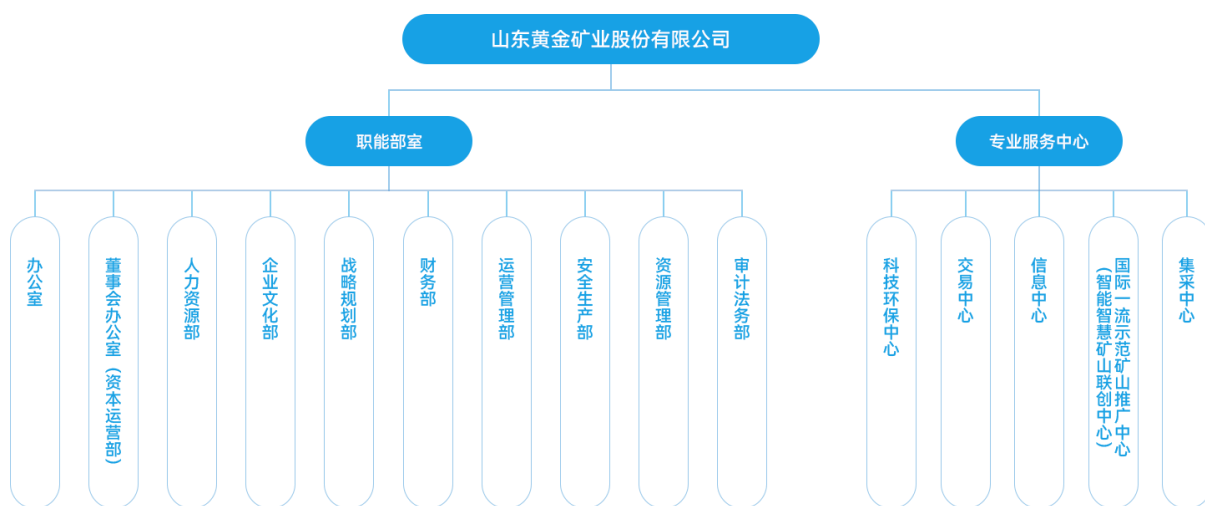 山东黄金矿业股份有限公司
职能部室
专业服务中心
办公室
董事会办公室（资本运营部）
人力资源部
企业文化部
战略规划部
财务部
运营管理部
安全生产部
资源管理部
审计法务部
科技环保中心
交易中心
信息中心
国际一流示范矿山推广中心
（智能智慧矿山联创中心）
集采中心